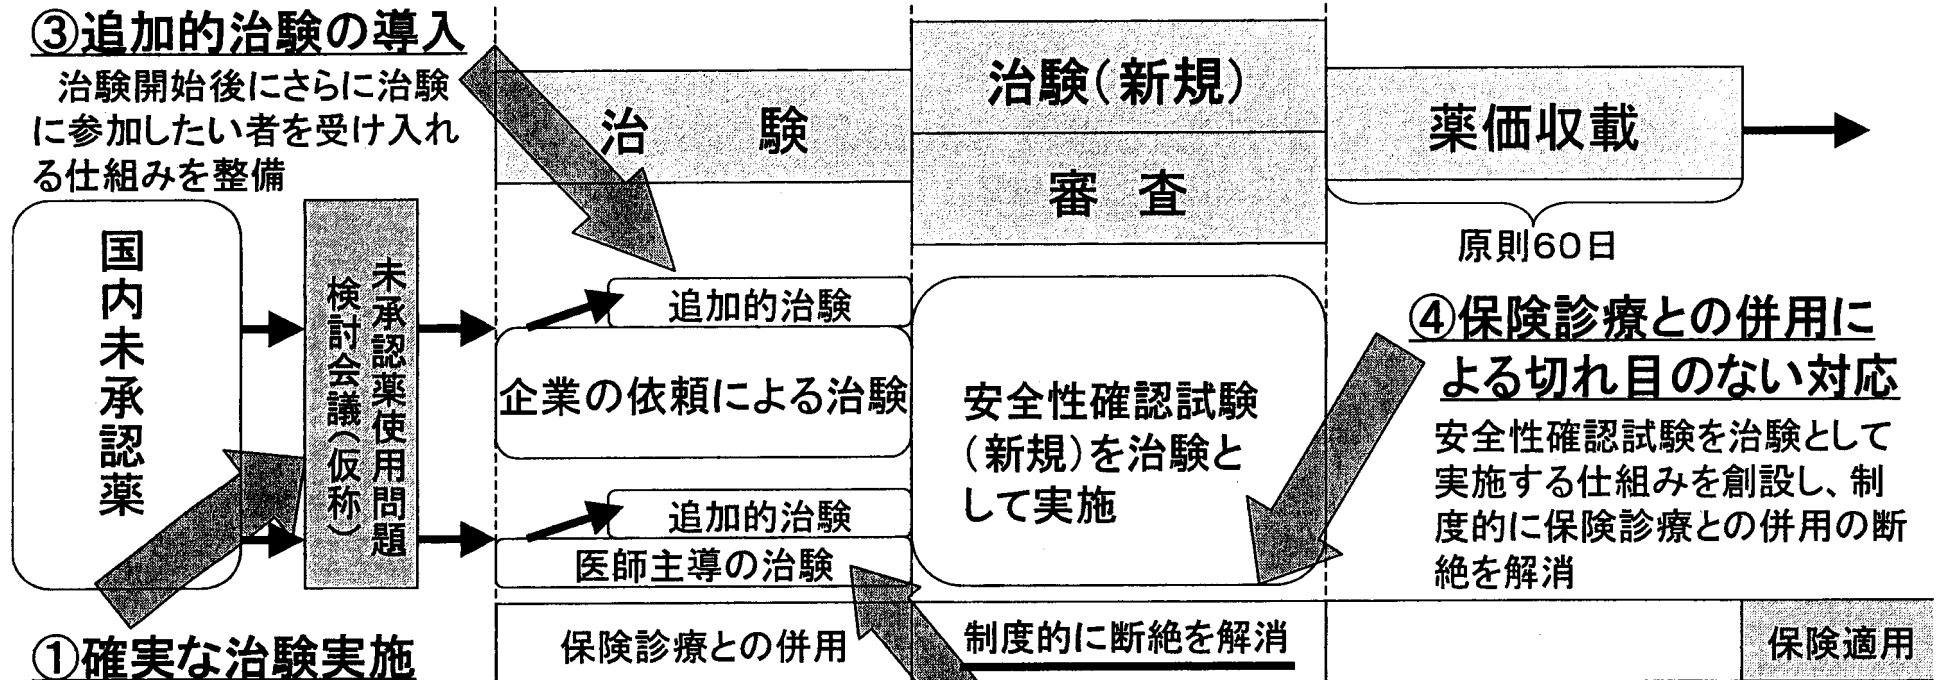 ③追加的治験の導入
治験開始後にさらに治験
に参加したい者を受け入れ
る仕組みを整備
治 験
治験(新規)
審 査
薬価収載
原則60日
国内未承認薬
未承認薬使用問題
検討会議(仮称)
追加的治験
企業の依頼による治験
追加的治験
医師主導の治験
安全性確認試験
(新規)を治験と
して実施
④保険診療との併用に
よる切れ目のない対応
安全性確認試験を治験として
実施する仕組みを創設し、制
度的に保険診療との併用の断
絶を解消
①確実な治験実施
保険診療との併用
制度的に断絶を解消
保険適用